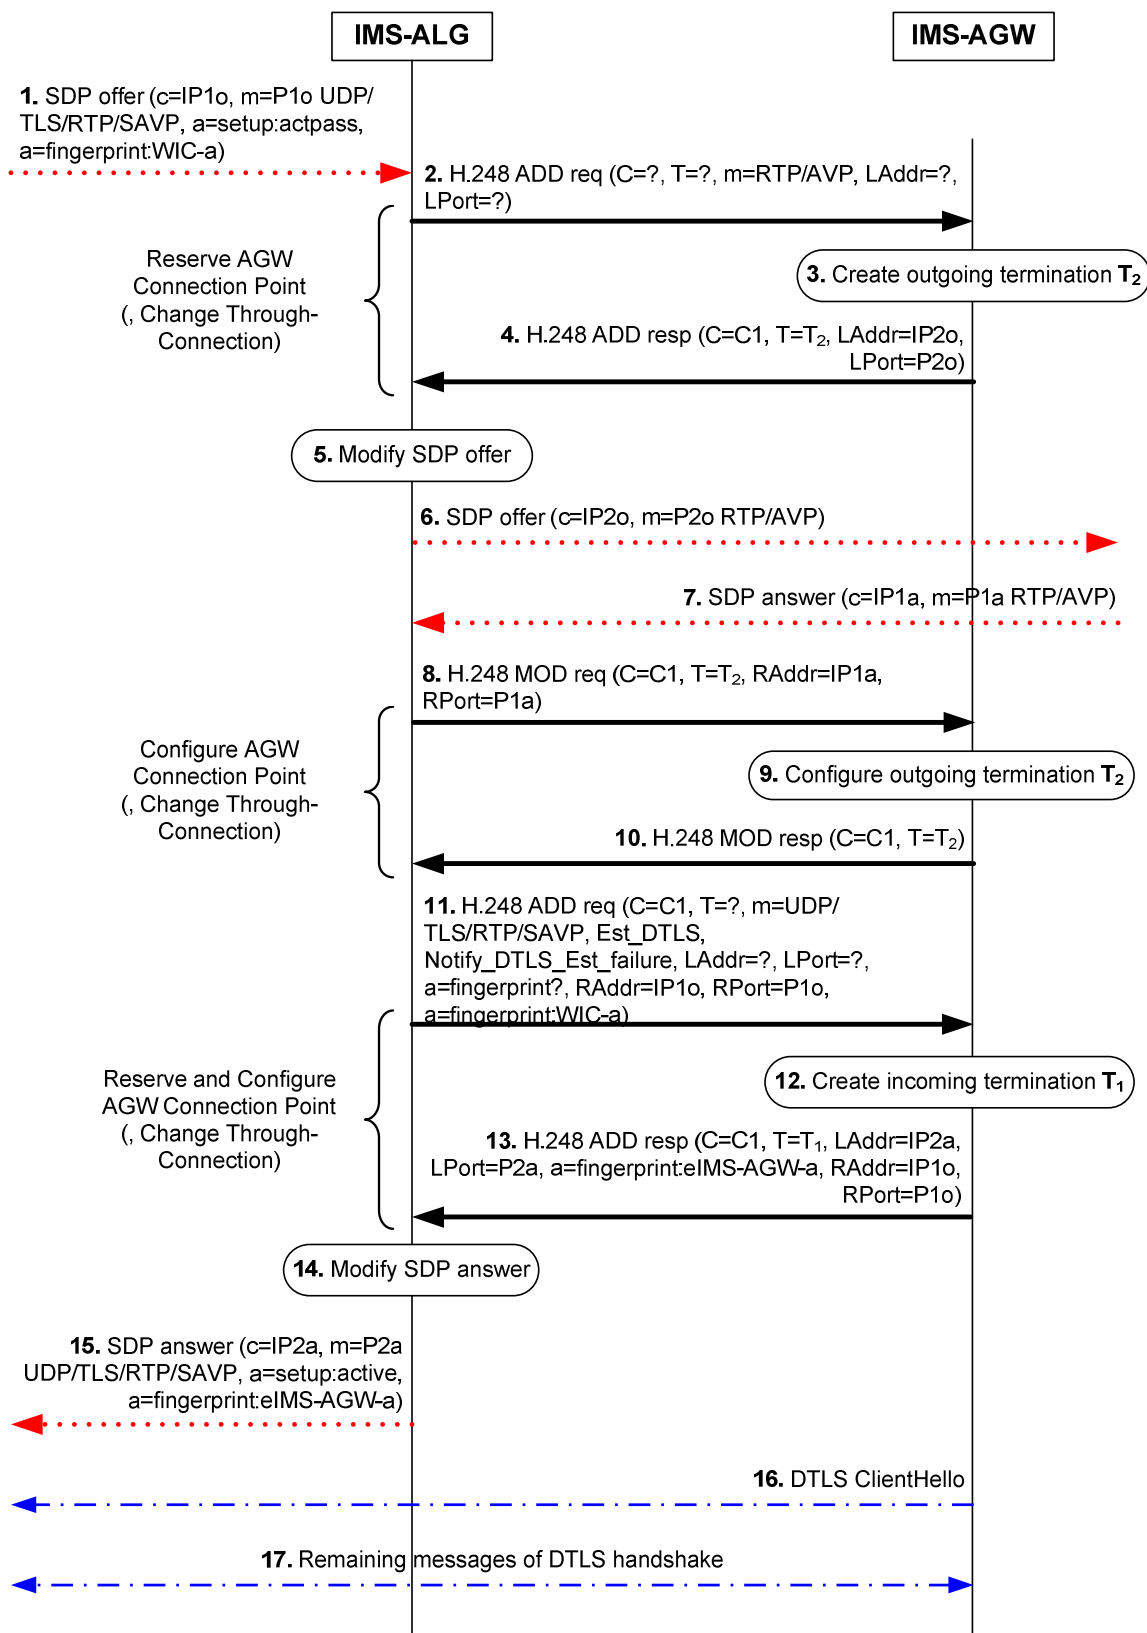 IMS-ALG
IMS-AGW
1. SDP offer (c=IP1o, m=P1o UDP/
TLS/RTP/SAVP, a=setup:actpass,
a=fingerprint:WIC-a)
2. H.248 ADD req (C=?, T=?, m=RTP/AVP, LAddr=?,
LPort=?)
Reserve AGW
Connection Point
(, Change Through-
Connection)
3. Create outgoing termination T2
4. H.248 ADD resp (C=C1, T=T2, LAddr=IP2o,
LPort=P2o)
5. Modify SDP offer
6. SDP offer (c=IP2o, m=P2o RTP/AVP)
7. SDP answer (c=IP1a, m=P1a RTP/AVP)
8. H.248 MOD req (C=C1, T=T2, RAddr=IP1a,
RPort=P1a)
Configure AGW
Connection Point
(, Change Through-
Connection)
9. Configure outgoing termination T2
10. H.248 MOD resp (C=C1, T=T2)
11. H.248 ADD req (C=C1, T=?, m=UDP/
TLS/RTP/SAVP, Est_DTLS,
Notify_DTLS_Est_failure, LAddr=?, LPort=?,
a=fingerprint?, RAddr=IP1o, RPort=P1o,
a=fingerprint:WIC-a)
Reserve and Configure
AGW Connection Point
(, Change Through-
Connection)
12. Create incoming termination T1
13. H.248 ADD resp (C=C1, T=T1, LAddr=IP2a,
LPort=P2a, a=fingerprint:eIMS-AGW-a, RAddr=IP1o,
RPort=P1o)
14. Modify SDP answer
15. SDP answer (c=IP2a, m=P2a
UDP/TLS/RTP/SAVP, a=setup:active,
a=fingerprint:eIMS-AGW-a)
16. DTLS ClientHello
17. Remaining messages of DTLS handshake